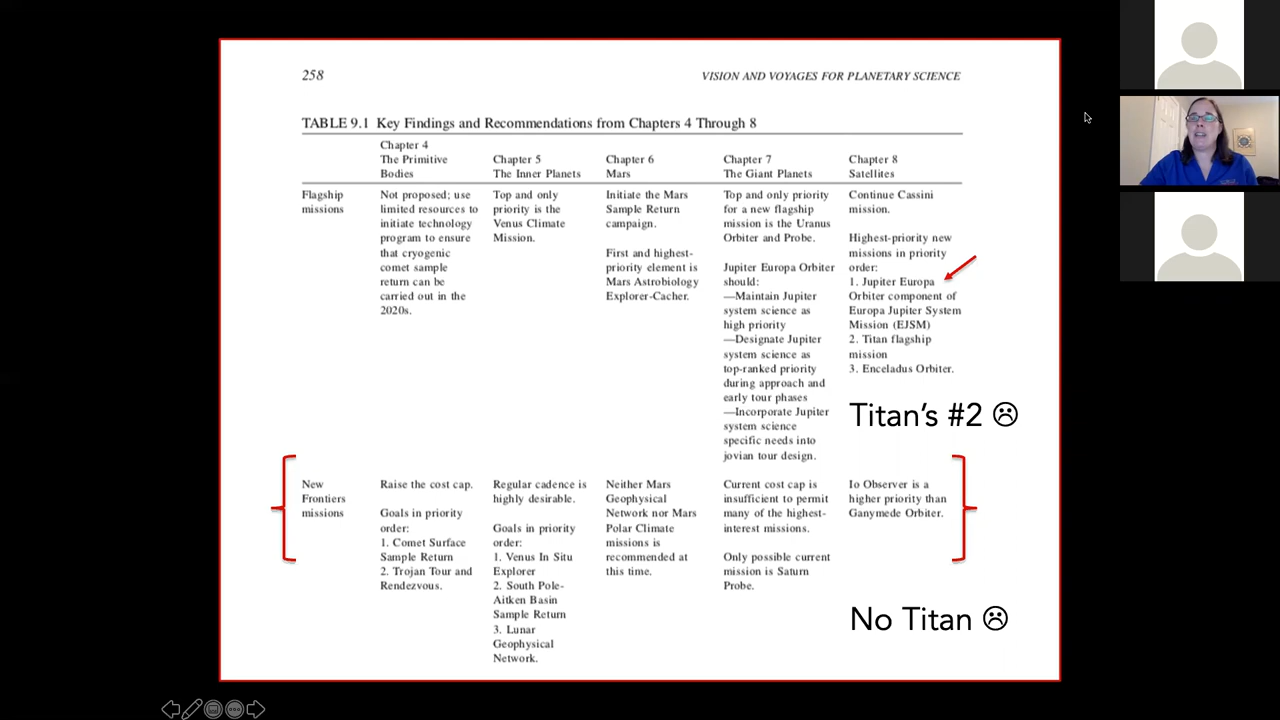 258
VISION AND VOYAGES FOR PLANETARY SCIENCE
TABLE 9.1 Key Findings and Recommendations from Chapters 4 Through 8
Chapter 4
The Primitive
Bodies
Chapter 5
The Inner Planets
Chapter 6
Mars
Chapter 7
The Giant Planets
Chapter 8
Satellites
Flagship
missions
Not proposed; use
limited resources to
initiate technology
program to ensure
that cryogenic
comet sample
return can be
carried out in the
2020s.
Top and only
priority is the
Venus Climate
Mission.
Initiate the Mars
Sample Return
campaign.
First and highest-
priority element is
Mars Astrobiology
Explorer-Cacher.
Top and only priority
for a new flagship
mission is the Uranus
Orbiter and Probe.
Jupiter Europa Orbiter
should:
—Maintain Jupiter
system science as
high priority
—Designate Jupiter
system science as
top-ranked priority
during approach and
early tour phases
—Incorporate Jupiter
system science
specific needs into
jovian tour design.
Continue Cassini
mission.
Highest-priority new
missions in priority
order:
1. Jupiter Europa
Orbiter component of
Europa Jupiter System
Mission (EJSM)
2. Titan flagship
mission
3. Enceladus Orbiter.
Titan's #2 ☹
New
Frontiers
missions
Raise the cost cap.
Goals in priority
order:
1. Comet Surface
Sample Return
2. Trojan Tour and
Rendezvous.
Regular cadence is
highly desirable.
Goals in priority
order:
1. Venus In Situ
Explorer
2. South Pole-
Aitken Basin
Sample Return
3. Lunar
Geophysical
Network.
Neither Mars
Geophysical
Network nor Mars
Polar Climate
missions is
recommended at
this time.
Current cost cap is
insufficient to permit
many of the highest-
interest missions.
Only possible current
mission is Saturn
Probe.
Io Observer is a
higher priority than
Ganymede Orbiter.
No Titan ☹